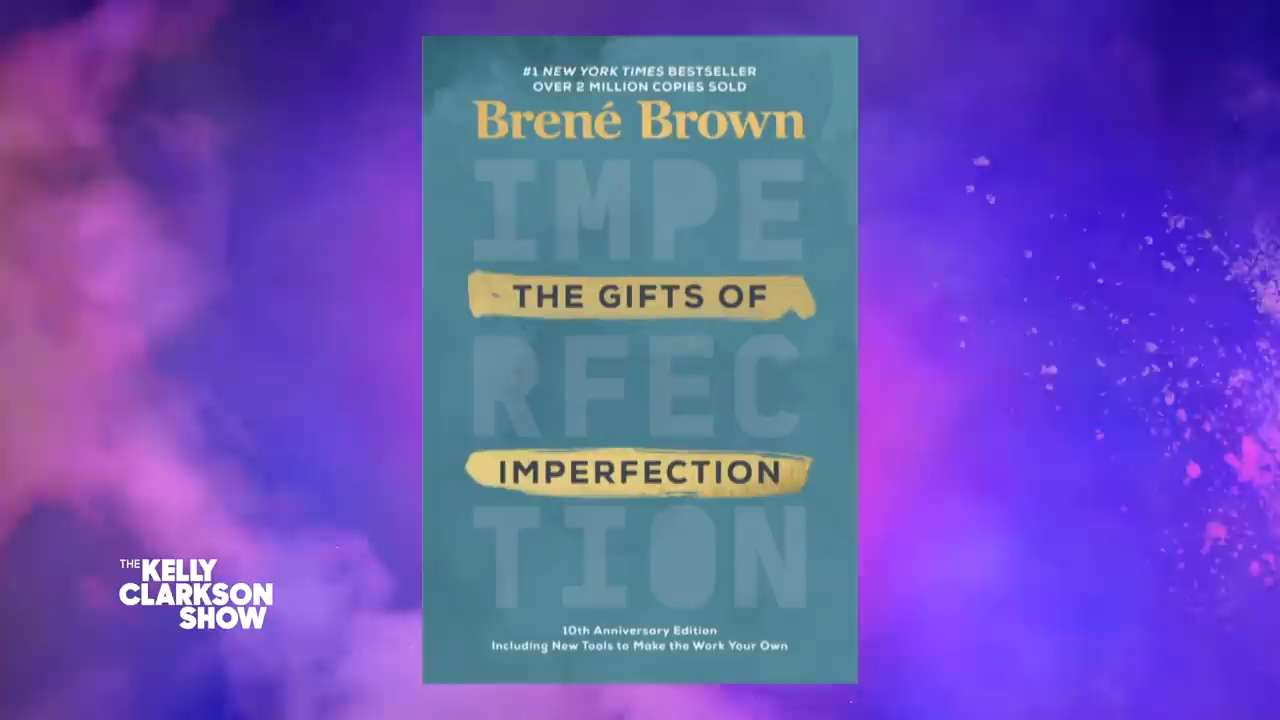 #1 NEW YORK TIMES BESTSELLER
OVER 2 MILLION COPIES SOLD
Brené Brown
IMPE
THE GIFTS OF
RFEC
IMPERFECTION
TION
10th Anniversary Edition
Including New Tools to Make the Work Your Own
THE KELLY
CLARKSON
SHOW